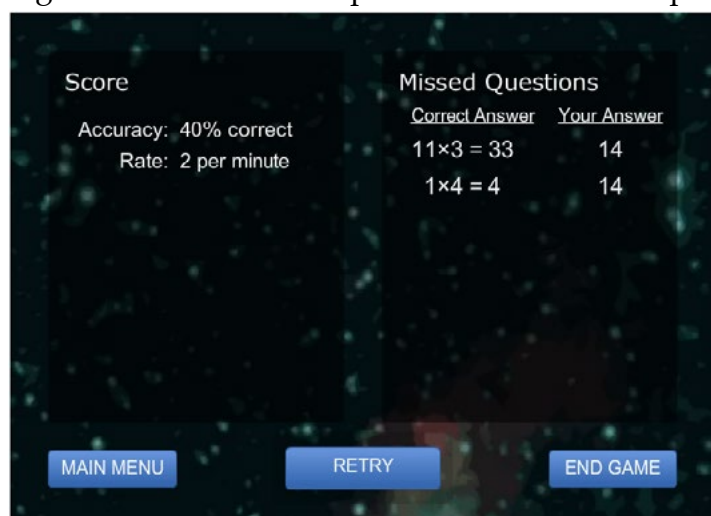 Score
Accuracy: 40% correct
Rate: 2 per minute
Missed Questions
Correct Answer Your Answer
11×3 = 33 14
1×4 = 4 14
MAIN MENU
RETRY
END GAME